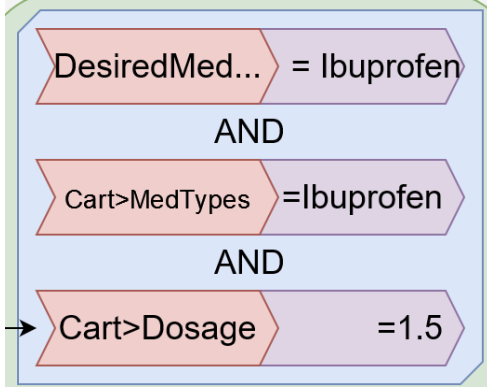 DesiredMed... = Ibuprofen
AND
Cart>MedTypes =Ibuprofen
AND
Cart>Dosage =1.5